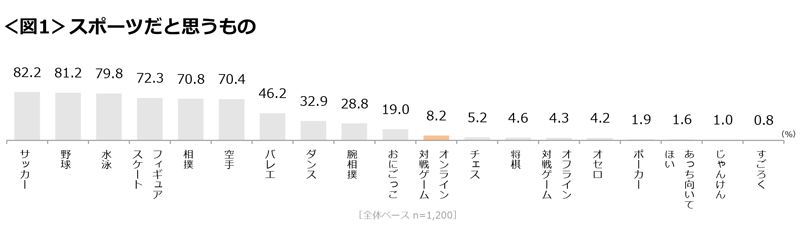 ＜図1＞スポーツだと思うもの
82.2 81.2 79.8 72.3 70.8 70.4 46.2 32.9 28.8 19.0 8.2 5.2 4.6 4.3 4.2 1.9 1.6 1.0 0.8
(%)
サッカー
野球
水泳
フィギュア
スケート
相撲
空手
バレエ
ダンス
腕相撲
おにごっこ
オンライン
対戦ゲーム
チェス
将棋
オフライン
対戦ゲーム
オセロ
ポーカー
あっち向いて
ほい
じゃんけん
すごろく
［全体ベース n=1,200］